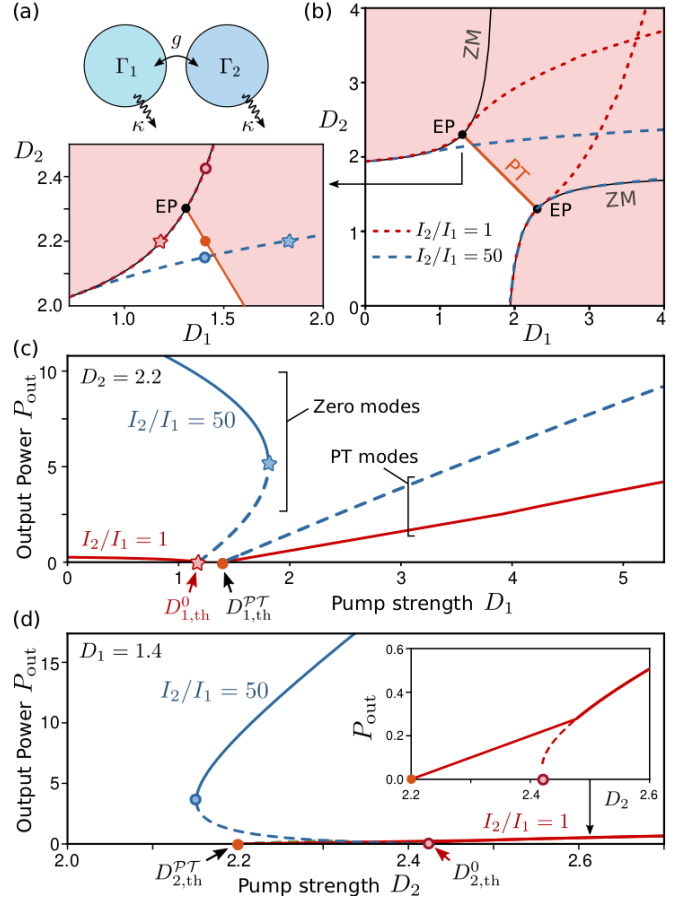 (a)
g
Γ₁ Γ₂
κ κ
D₂
2.4
2.2
2.0
EP
1.0 1.5 2.0
D₁
(b)
4
3
D₂
2
1
0
ZM
EP
PT
EP
ZM
I₂/I₁ = 1
I₂/I₁ = 50
0 1 2 3 4
D₁
(c)
Output Power P_out
10
5
0
D₂ = 2.2
I₂/I₁ = 50
Zero modes
PT modes
I₂/I₁ = 1
0 1 2 3 4 5
D⁰₁,th
D^𝒫𝒯₁,th
Pump strength D₁
(d)
Output Power P_out
15
10
5
0
D₁ = 1.4
I₂/I₁ = 50
P_out
0.6
0.4
0.2
0.0
2.2 2.4 2.6
D₂
I₂/I₁ = 1
2.0 2.2 2.4 2.6
D^𝒫𝒯₂,th
D⁰₂,th
Pump strength D₂